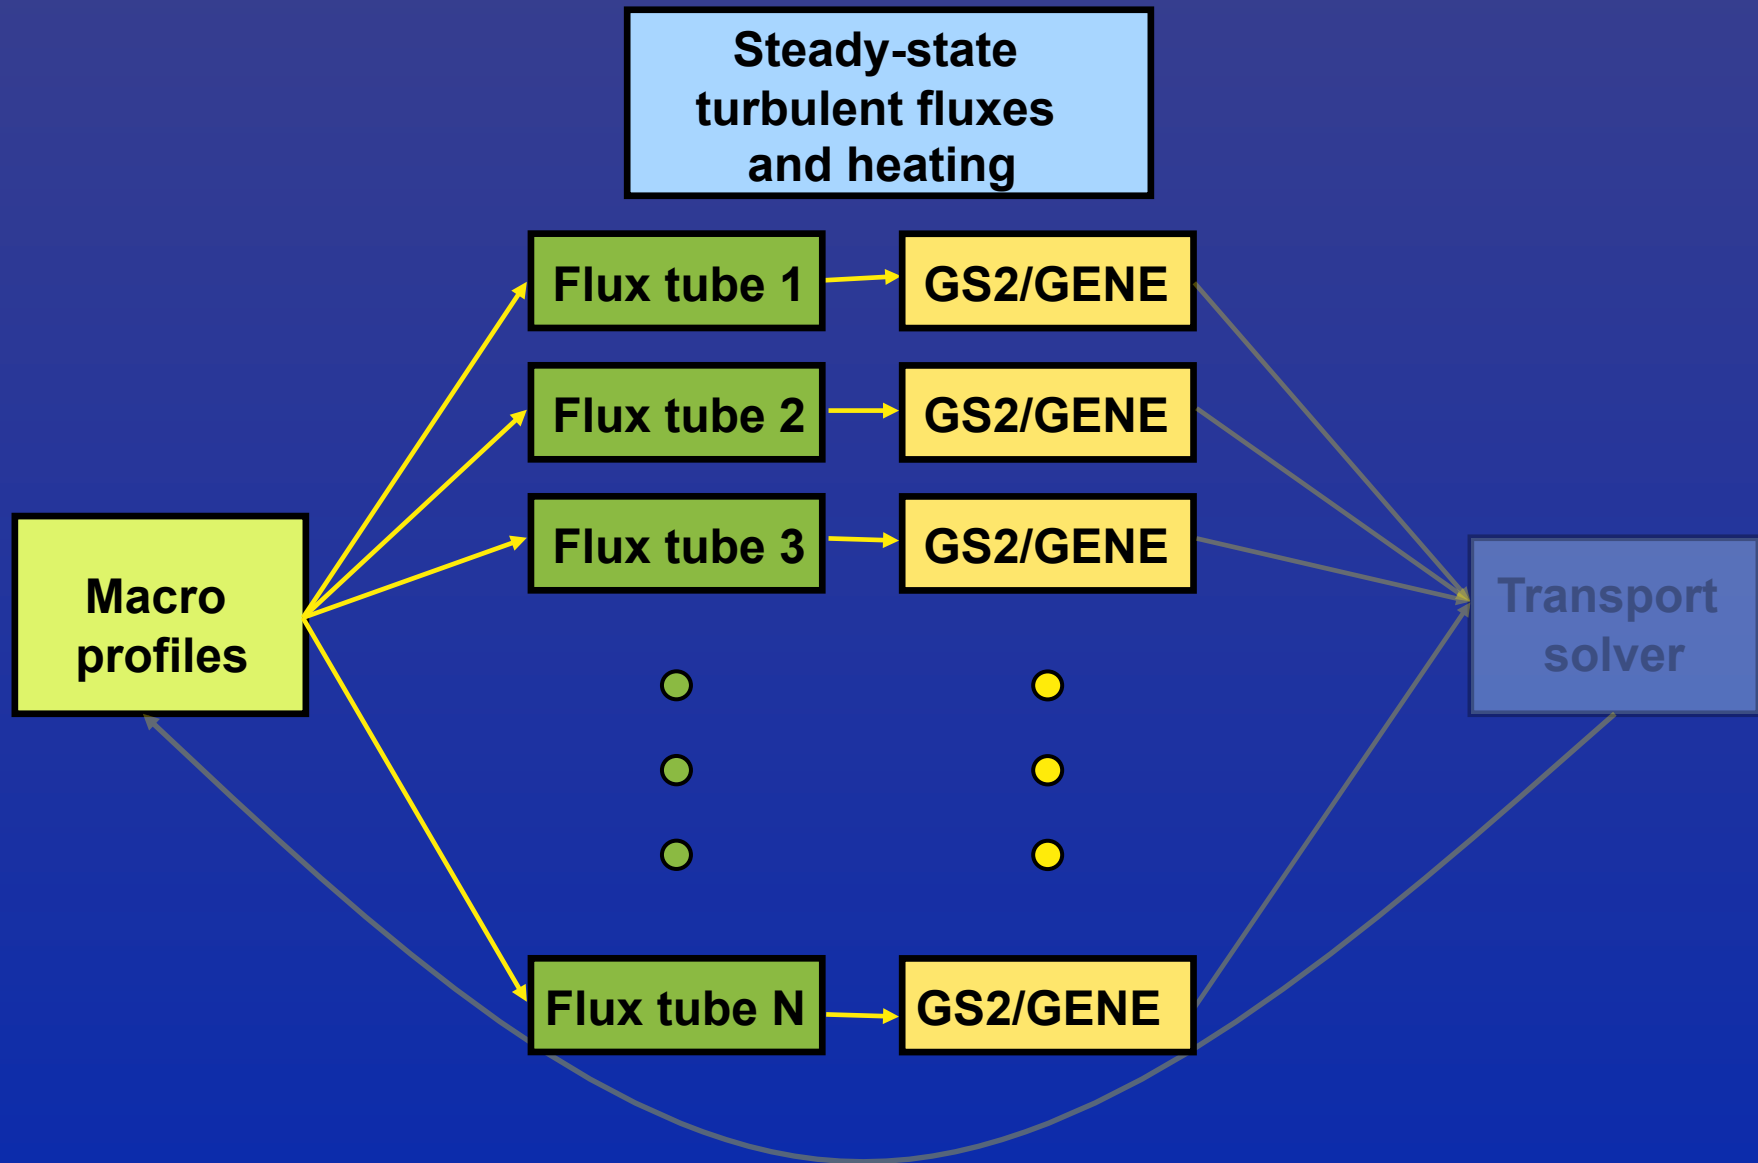 Steady-state
turbulent fluxes
and heating
Flux tube 1
GS2/GENE
Flux tube 2
GS2/GENE
Flux tube 3
GS2/GENE
Macro
profiles
Transport
solver
Flux tube N
GS2/GENE